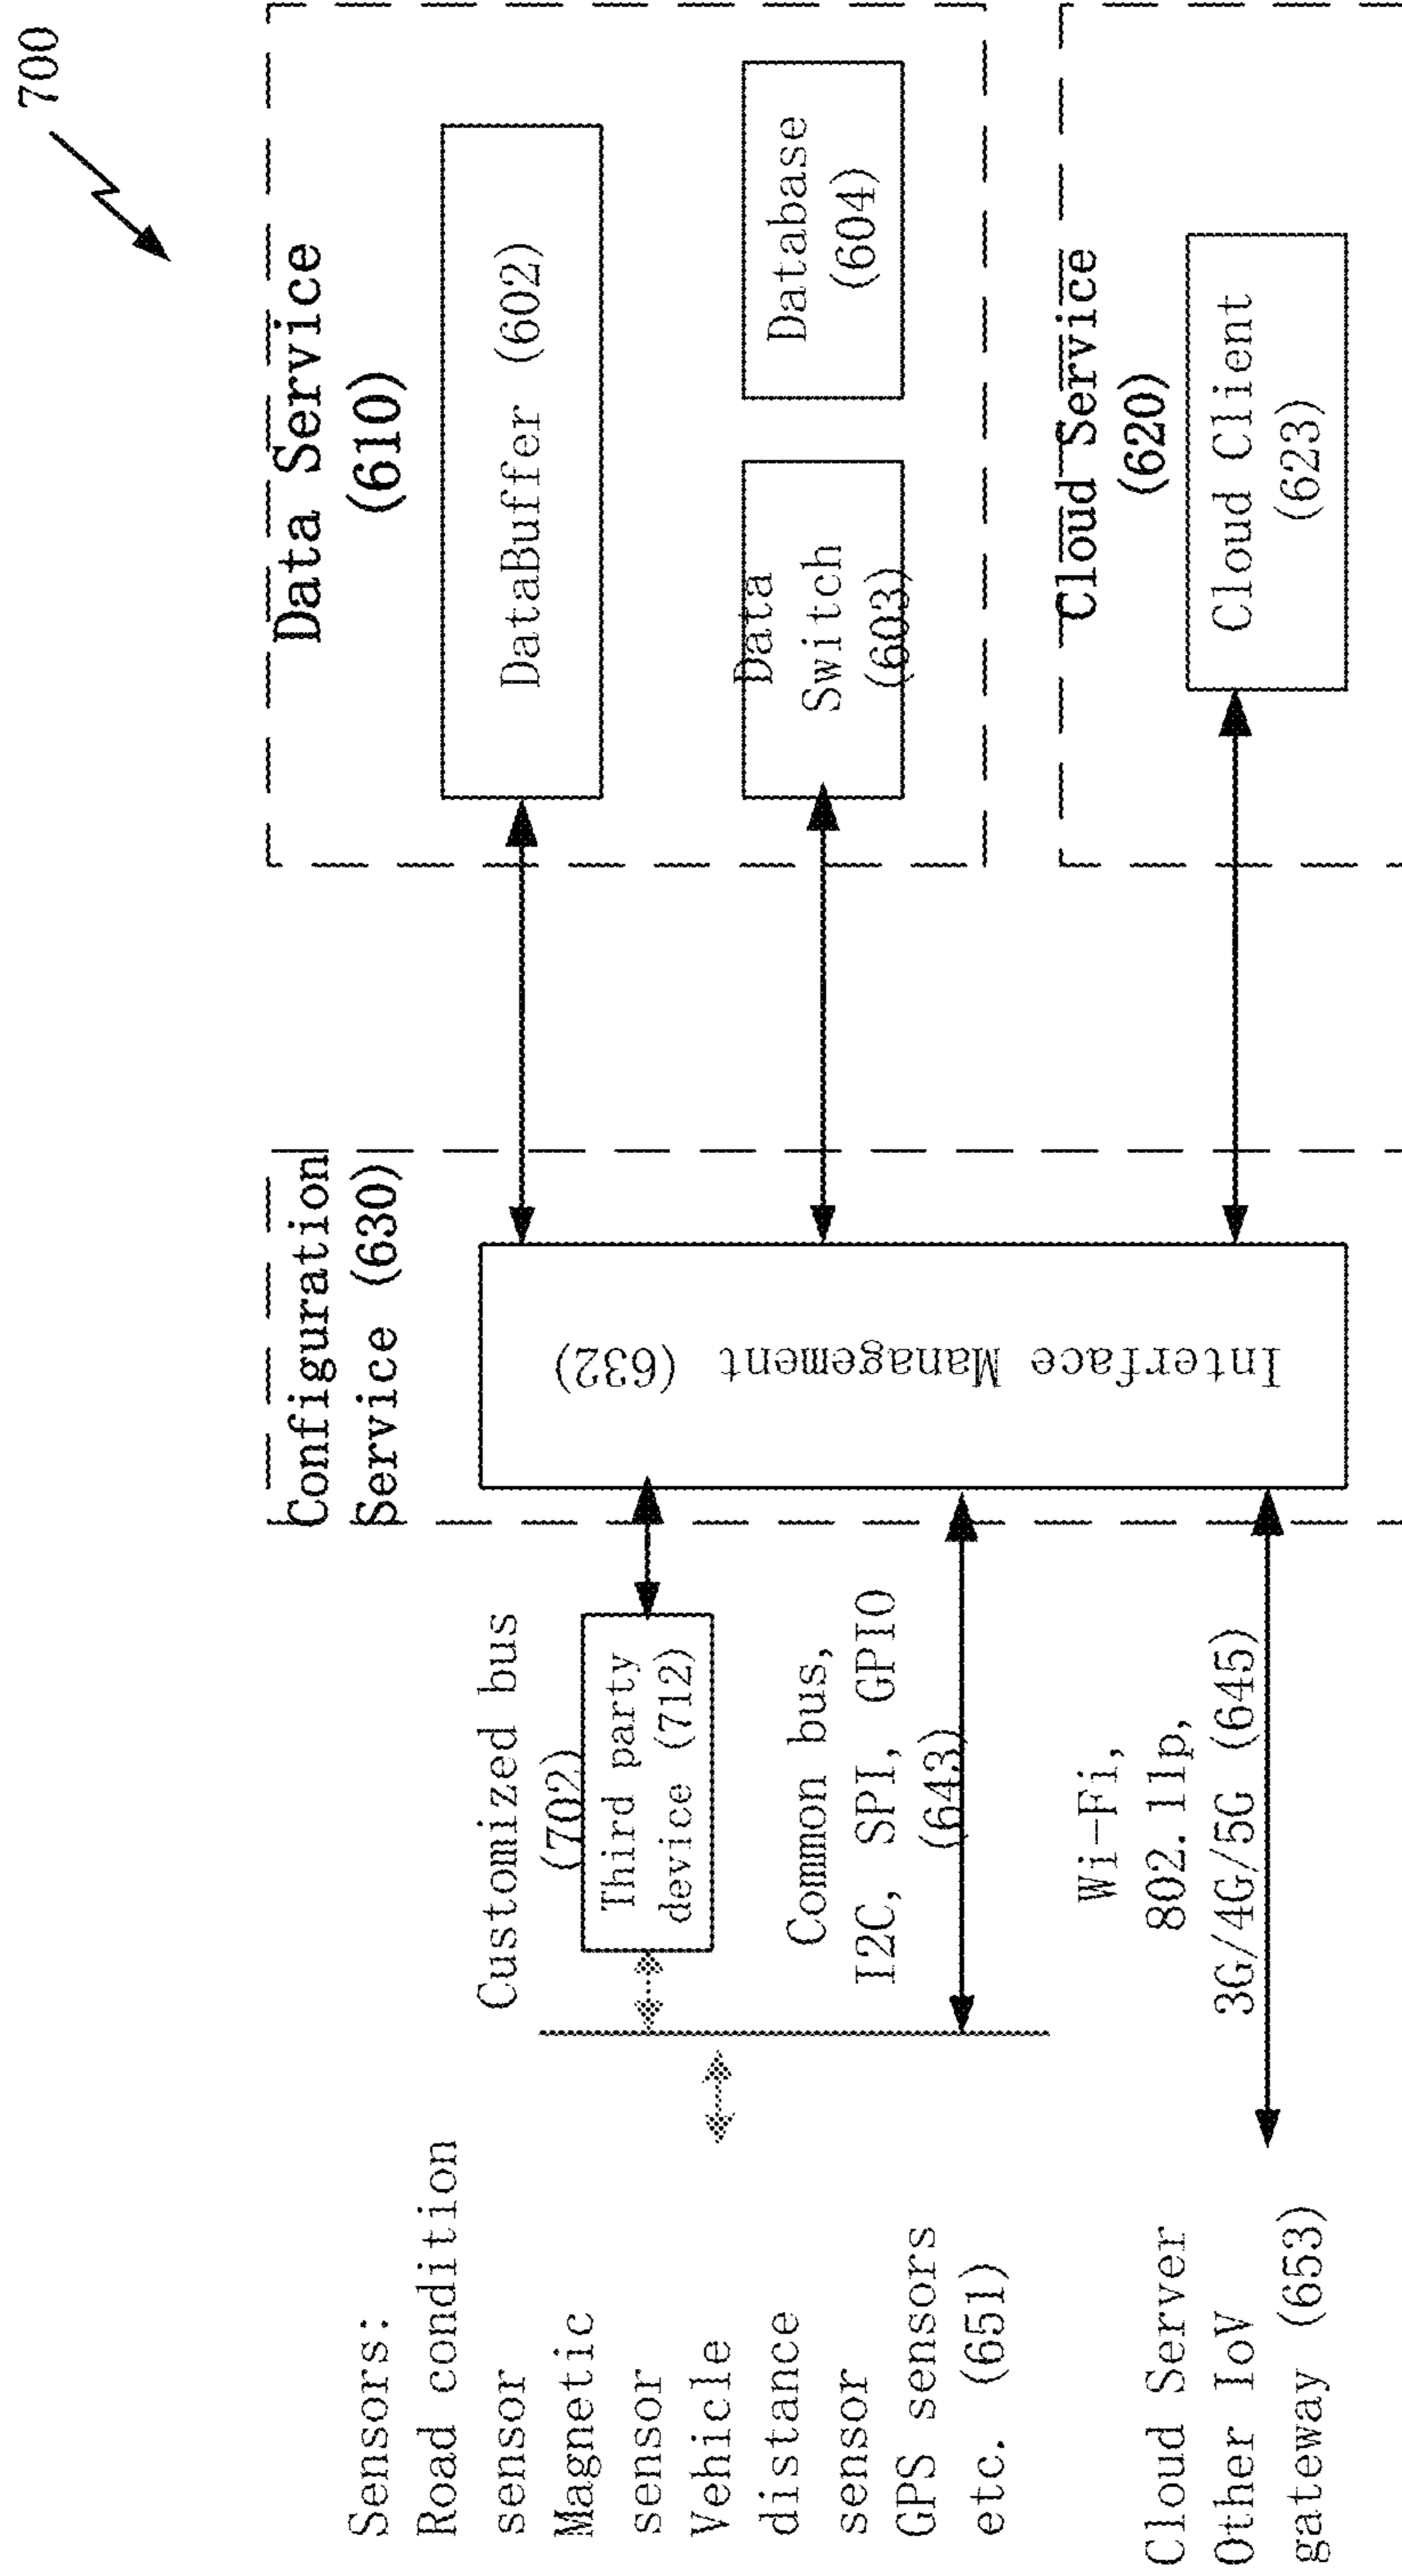 700
Data Service
(610)
DataBuffer (602)
Data
Switch
(603)
Database
(604)
Cloud Service
(620)
Cloud Client
(623)
Configuration
Service (630)
Interface Management (632)
Customized bus
(702)
Third party
device (712)
Common bus,
I2C, SPI, GPIO
(643)
Wi-Fi,
802.11p,
3G/4G/5G (645)
Sensors:
Road condition
sensor
Magnetic
sensor
Vehicle
distance
sensor
GPS sensors
etc. (651)
Cloud Server
Other IoV
gateway (653)